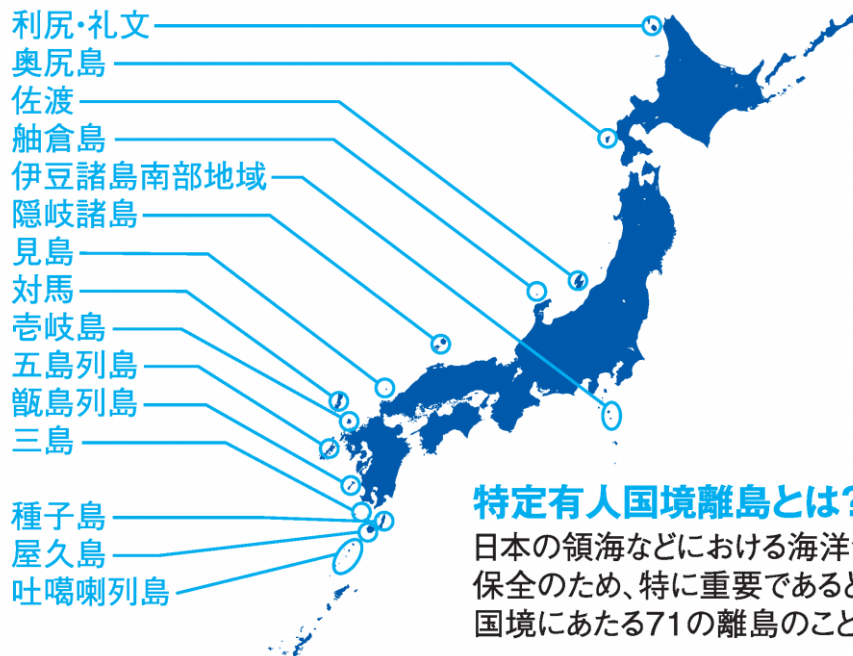 利尻・礼文
奥尻島
佐渡
舳倉島
伊豆諸島南部地域
隠岐諸島
見島
対馬
壱岐島
五島列島
甑島列島
三島
種子島
屋久島
吐噶喇列島
特定有人国境離島とは?
日本の領海などにおける海洋
保全のため、特に重要であると
国境にあたる71の離島のこと